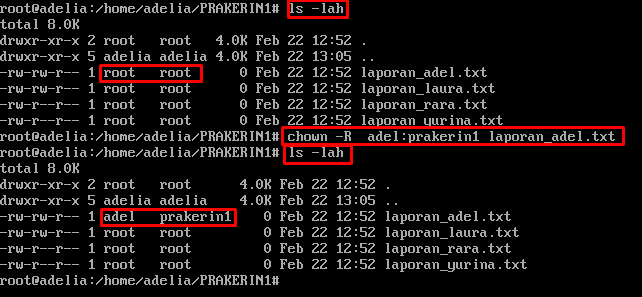 root@adelia:/home/adelia/PRAKERIN1# ls -lah
total 8.0K
drwxr-xr-x 2 root   root   4.0K Feb 22 12:52 .
drwxr-xr-x 5 adelia adelia 4.0K Feb 22 13:05 ..
-rw-rw-r-- 1 root   root      0 Feb 22 12:52 laporan_adel.txt
-rw-r--r-- 1 root   root      0 Feb 22 12:52 laporan_laura.txt
-rw-r--r-- 1 root   root      0 Feb 22 12:52 laporan_rara.txt
-rw-r--r-- 1 root   root      0 Feb 22 12:52 laporan_yurina.txt
root@adelia:/home/adelia/PRAKERIN1# chown -R  adel:prakerin1 laporan_adel.txt
root@adelia:/home/adelia/PRAKERIN1# ls -lah
total 8.0K
drwxr-xr-x 2 root   root      4.0K Feb 22 12:52 .
drwxr-xr-x 5 adelia adelia    4.0K Feb 22 13:05 ..
-rw-rw-r-- 1 adel   prakerin1    0 Feb 22 12:52 laporan_adel.txt
-rw-r--r-- 1 root   root         0 Feb 22 12:52 laporan_laura.txt
-rw-r--r-- 1 root   root         0 Feb 22 12:52 laporan_rara.txt
-rw-r--r-- 1 root   root         0 Feb 22 12:52 laporan_yurina.txt
root@adelia:/home/adelia/PRAKERIN1#